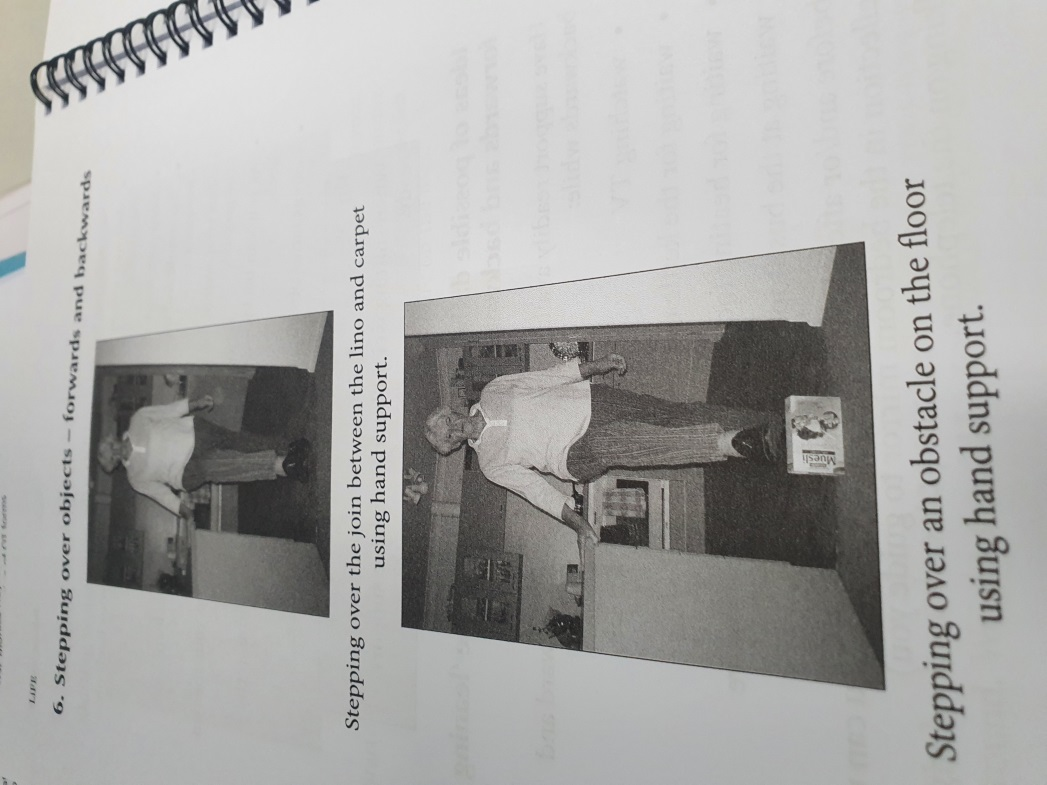 LiFE
6. Stepping over objects – forwards and backwards
Stepping over the join between the lino and carpet
using hand support.
Muesli
Stepping over an obstacle on the floor
using hand support.